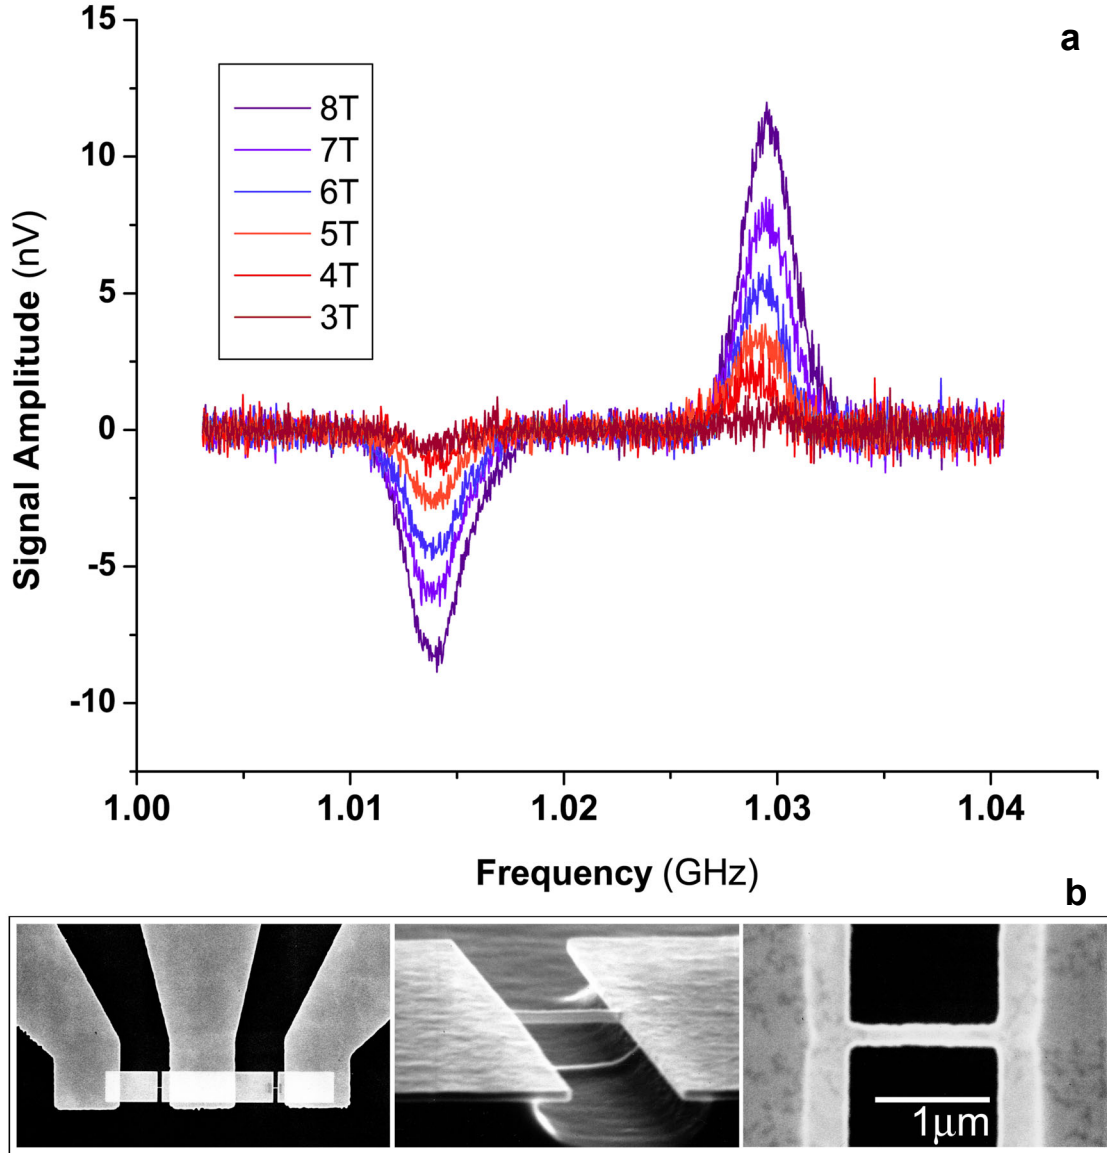 a
15
10
5
0
-5
-10
Signal Amplitude (nV)
8T
7T
6T
5T
4T
3T
1.00 1.01 1.02 1.03 1.04
Frequency (GHz)
b
1μm